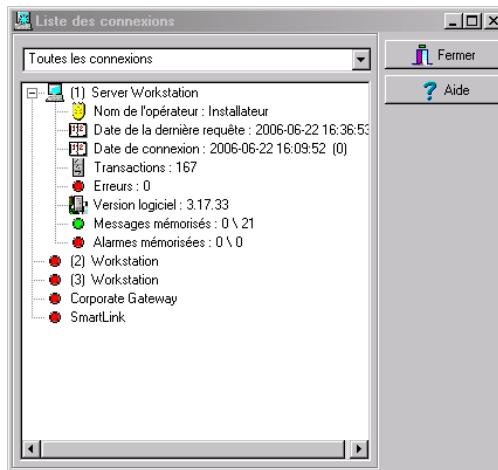 Liste des connexions
Toutes les connexions
Fermer
Aide
(1) Server Workstation
Nom de l'opérateur : Installateur
Date de la dernière requête : 2006-06-22 16:36:53
Date de connexion : 2006-06-22 16:09:52 (0)
Transactions : 167
Erreurs : 0
Version logiciel : 3.17.33
Messages mémorisés : 0 \ 21
Alarmes mémorisées : 0 \ 0
(2) Workstation
(3) Workstation
Corporate Gateway
SmartLink